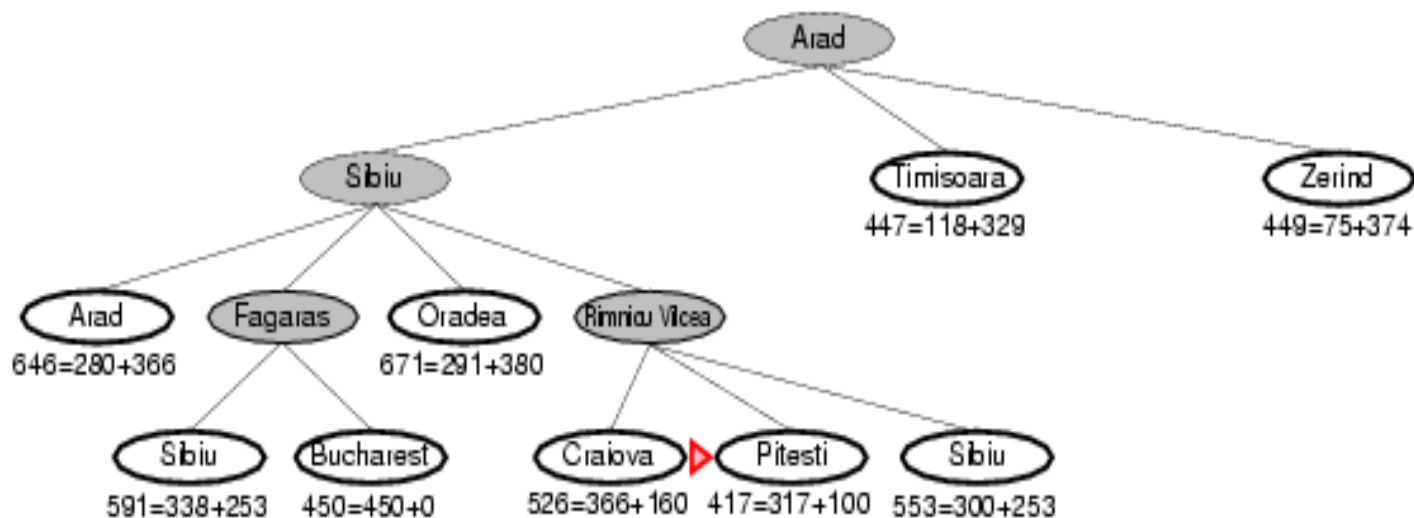 Arad
Sibiu
Timisoara
Zerind
447=118+329
449=75+374
Arad
Fagaras
Oradea
Rimnicu Vilcea
646=280+366
671=291+380
Sibiu
Bucharest
Craiova
Pitesti
Sibiu
591=338+253
450=450+0
526=366+160
417=317+100
553=300+253